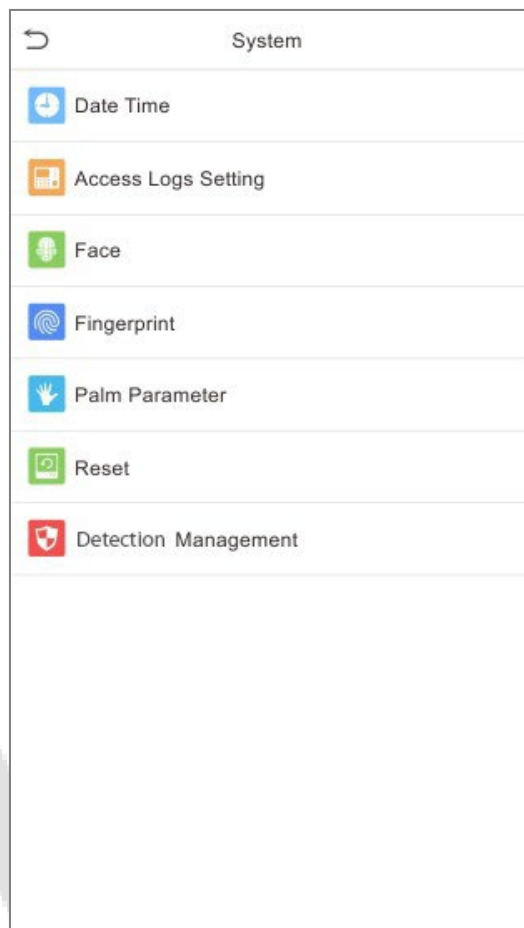 System
Date Time
Access Logs Setting
Face
Fingerprint
Palm Parameter
Reset
Detection Management